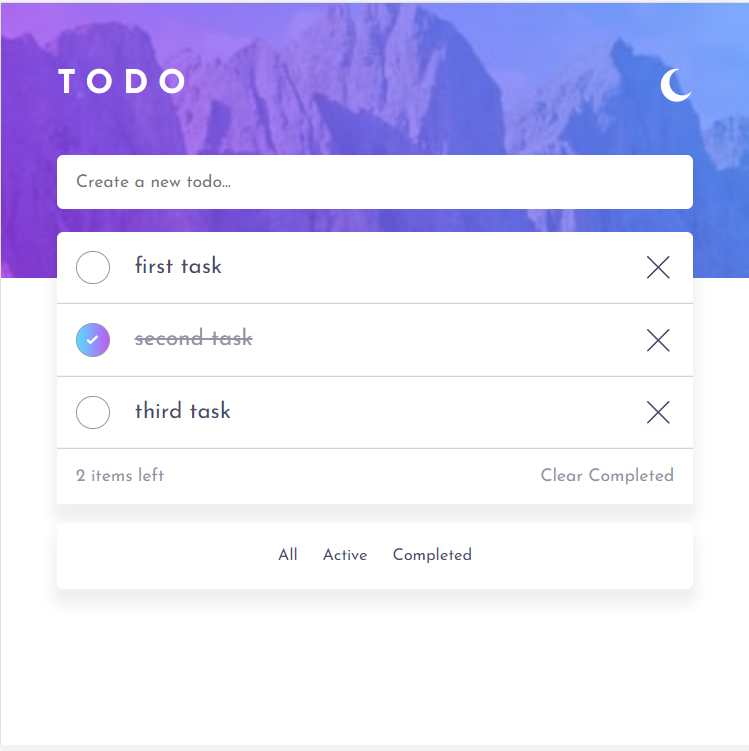 TODO
Create a new todo...
first task
second task
third task
2 items left Clear Completed
All Active Completed